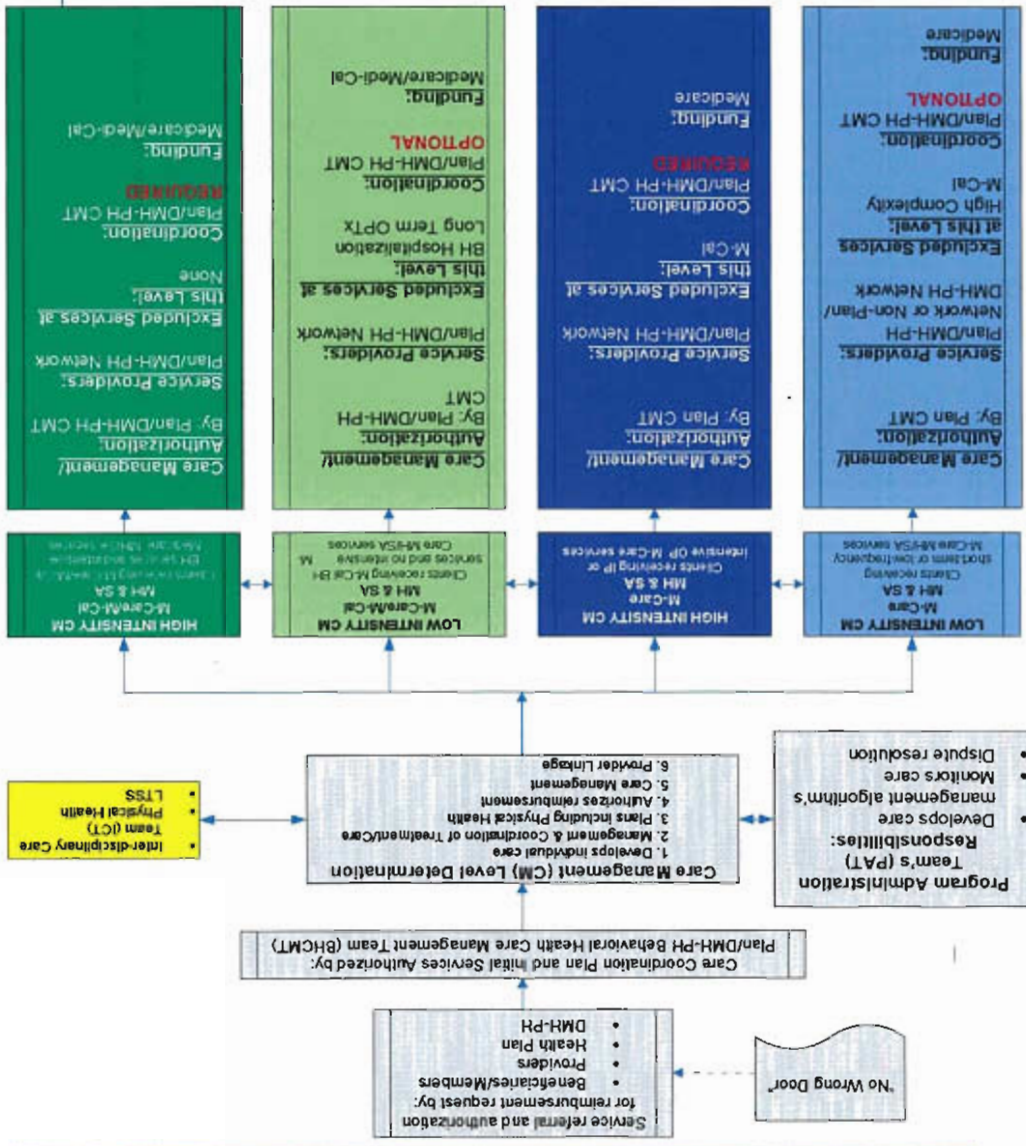 "No Wrong Door"
Service referral and authorization
for reimbursement request by:
• Beneficiaries/Members
• Providers
• Health Plan
• DMH-PH
Care Coordination Plan and Initial Services Authorized by:
Plan/DMH-PH Behavioral Health Care Management Team (BHCMT)
Program Administration
Team's (PAT)
Responsibilities:
• Develops care
management algorithm's
• Monitors care
• Dispute resolution
Care Management (CM) Level Determination
1. Develops individual care
2. Management & Coordination of Treatment/Care
3. Plans including Physical Health
4. Authorizes reimbursement
5. Care Management
6. Provider Linkage
• Inter-disciplinary Care
Team (ICT)
• Physical Health
• LTSS
LOW INTENSITY CM
M-Care
MH & SA
Clients receiving
short-term or low-frequency
M-Care MH/SA services
HIGH INTENSITY CM
M-Care
MH & SA
Clients receiving IP or
intensive OP M-Care services
LOW INTENSITY CM
M-Care/M-Cal
MH & SA
Clients receiving M-Cal BH
services and no intensive M
Care MH/SA services
HIGH INTENSITY CM
M-Care/M-Cal
MH & SA
Clients receiving
BH services and intensive
services
Care Management/
Authorization:
By: Plan CMT
Service Providers:
Plan/DMH-PH
Network or Non-Plan/
DMH-PH Network
Excluded Services
at this Level:
High Complexity
M-Cal
Coordination:
Plan/DMH-PH CMT
OPTIONAL
Funding:
Medicare
Care Management/
Authorization:
By: Plan CMT
Service Providers:
Plan/DMH-PH Network
Excluded Services at
this Level:
M-Cal
Coordination:
Plan/DMH-PH CMT
REQUIRED
Funding:
Medicare
Care Management/
Authorization:
By: Plan/DMH-PH
CMT
Service Providers:
Plan/DMH-PH Network
Excluded Services at
this Level:
BH Hospitalization
Long Term OPTx
Coordination:
Plan/DMH-PH CMT
OPTIONAL
Funding:
Medicare/Medi-Cal
Care Management/
Authorization:
By: Plan/DMH-PH CMT
Service Providers:
Plan/DMH-PH Network
Excluded Services at
this Level:
None
Coordination:
Plan/DMH-PH CMT
REQUIRED
Funding:
Medicare/Medi-Cal